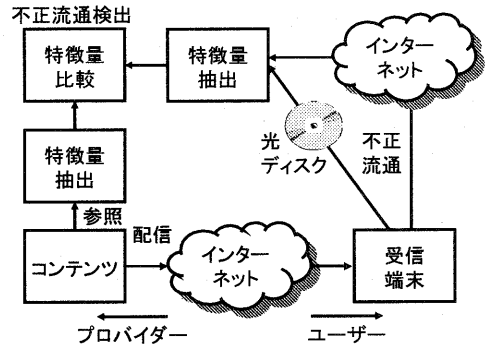 不正流通検出
特徴量
比較
特徴量
抽出
インター
ネット
特徴量
抽出
光
ディスク
不正
流通
参照
配信
コンテンツ
インター
ネット
受信
端末
プロバイダー
ユーザー